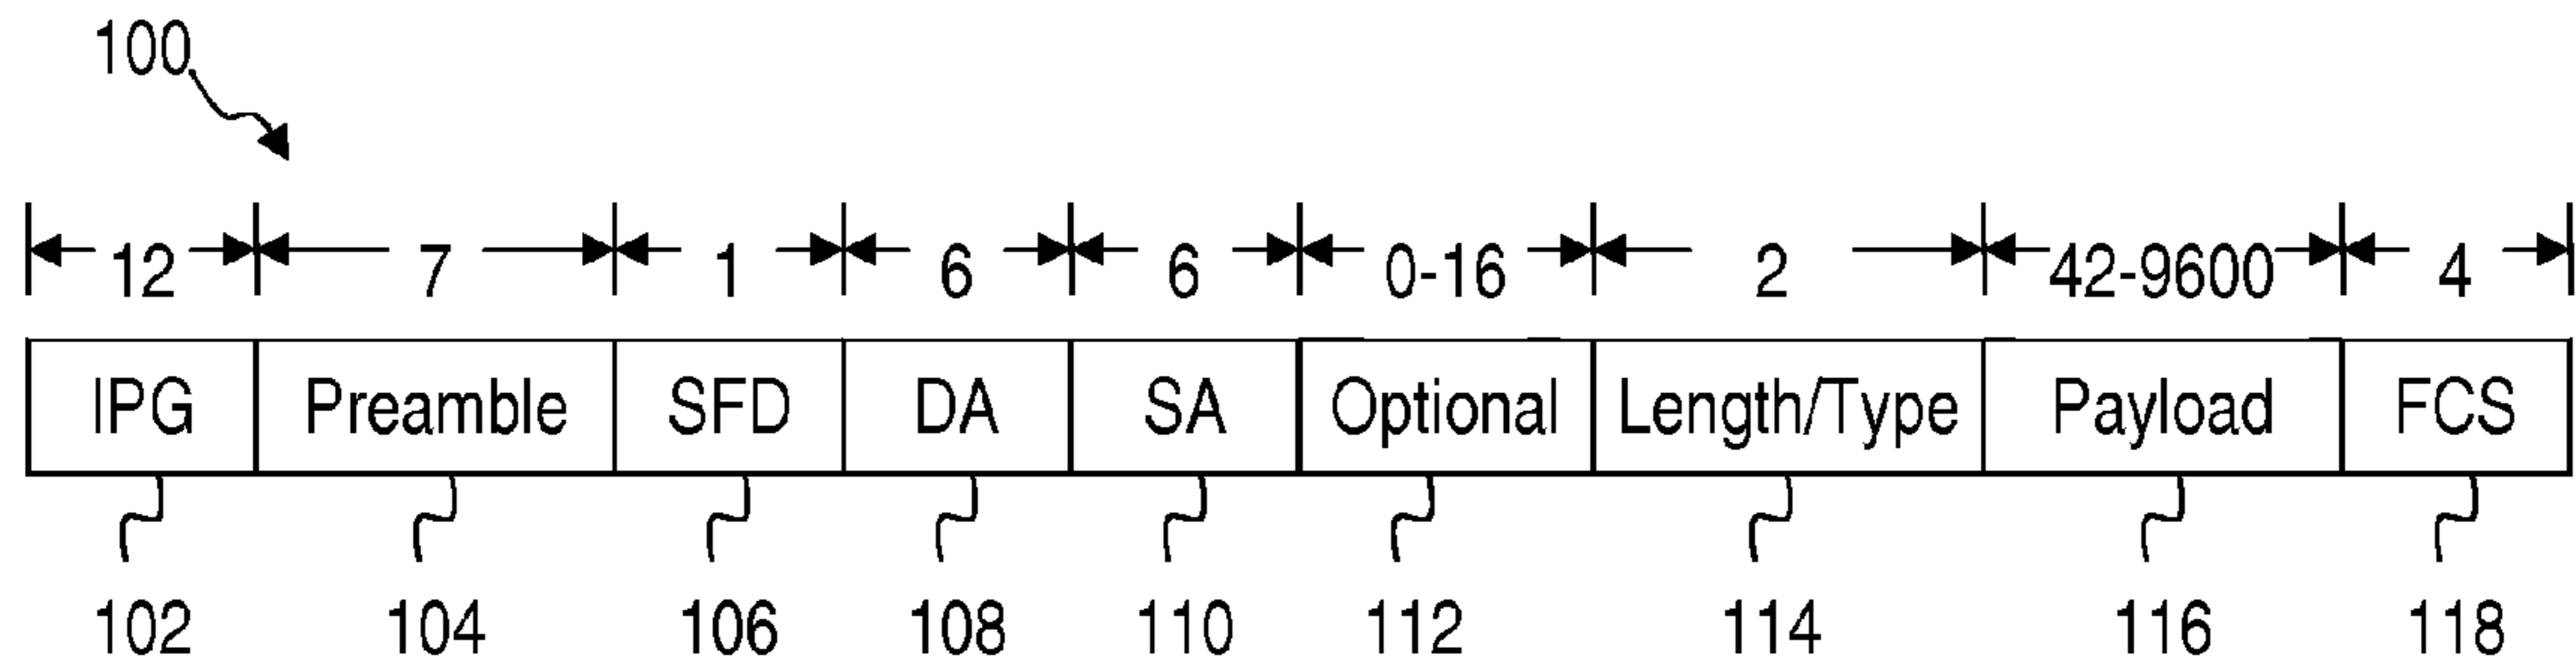 100
12 7 1 6 6 0-16 2 42-9600 4
IPG Preamble SFD DA SA Optional Length/Type Payload FCS
102 104 106 108 110 112 114 116 118